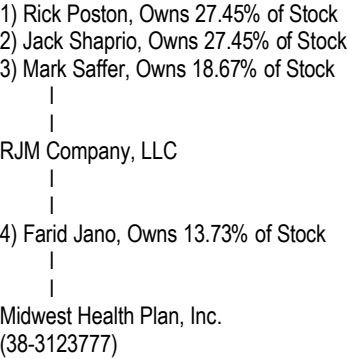 1) Rick Poston, Owns 27.45% of Stock
2) Jack Shaprio, Owns 27.45% of Stock
3) Mark Saffer, Owns 18.67% of Stock
I
I
RJM Company, LLC
I
I
4) Farid Jano, Owns 13.73% of Stock
I
I
Midwest Health Plan, Inc.
(38-3123777)